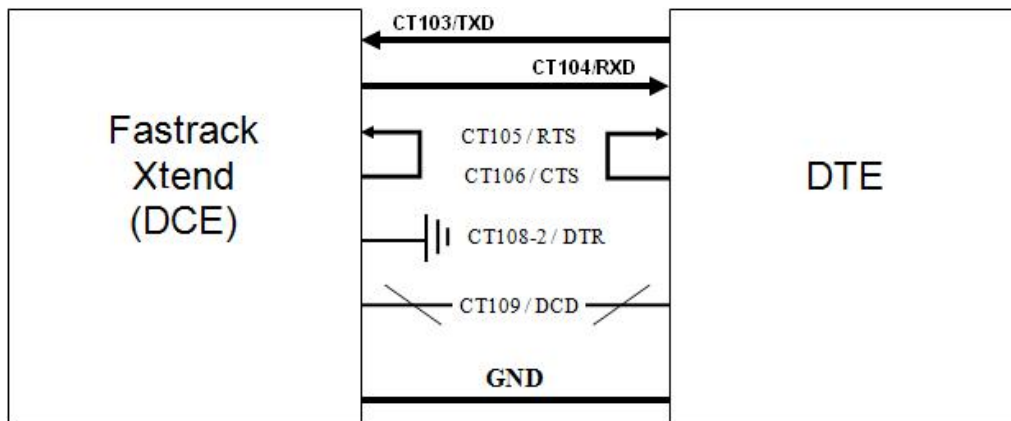 CT103/TXD
CT104/RXD
Fastrack
Xtend
(DCE)
CT105 / RTS
CT106 / CTS
DTE
CT108-2 / DTR
CT109 / DCD
GND